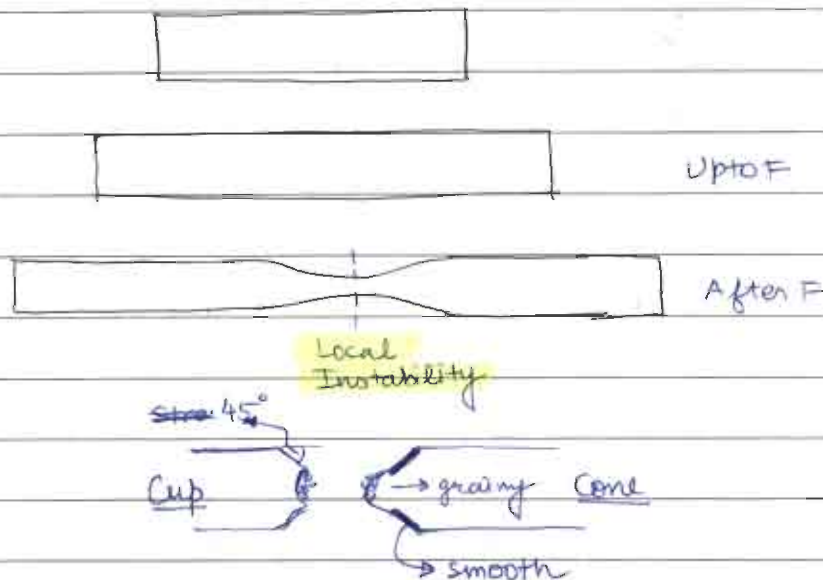 Upto F
After F
Local
Instability
45°
Cup
grainy
Cone
smooth